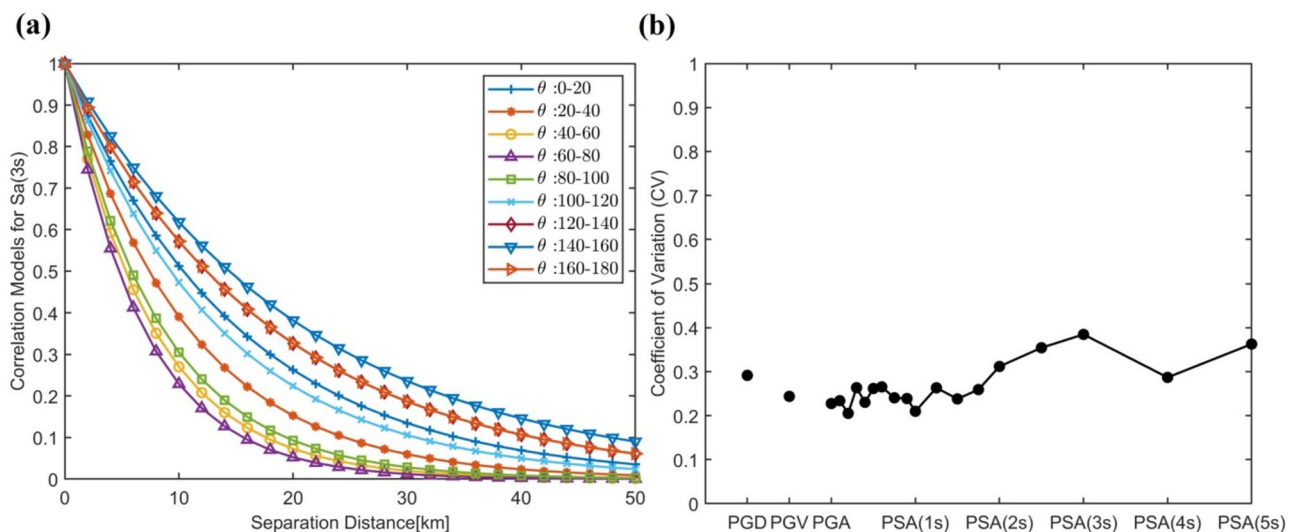 (a)
Correlation Models for Sa(3s)
1
0.9
0.8
0.7
0.6
0.5
0.4
0.3
0.2
0.1
0
0 10 20 30 40 50
Separation Distance[km]
θ :0-20
θ :20-40
θ :40-60
θ :60-80
θ :80-100
θ :100-120
θ :120-140
θ :140-160
θ :160-180
(b)
Coefficient of Variation (CV)
1
0.9
0.8
0.7
0.6
0.5
0.4
0.3
0.2
0.1
0
PGD PGV PGA PSA(1s) PSA(2s) PSA(3s) PSA(4s) PSA(5s)